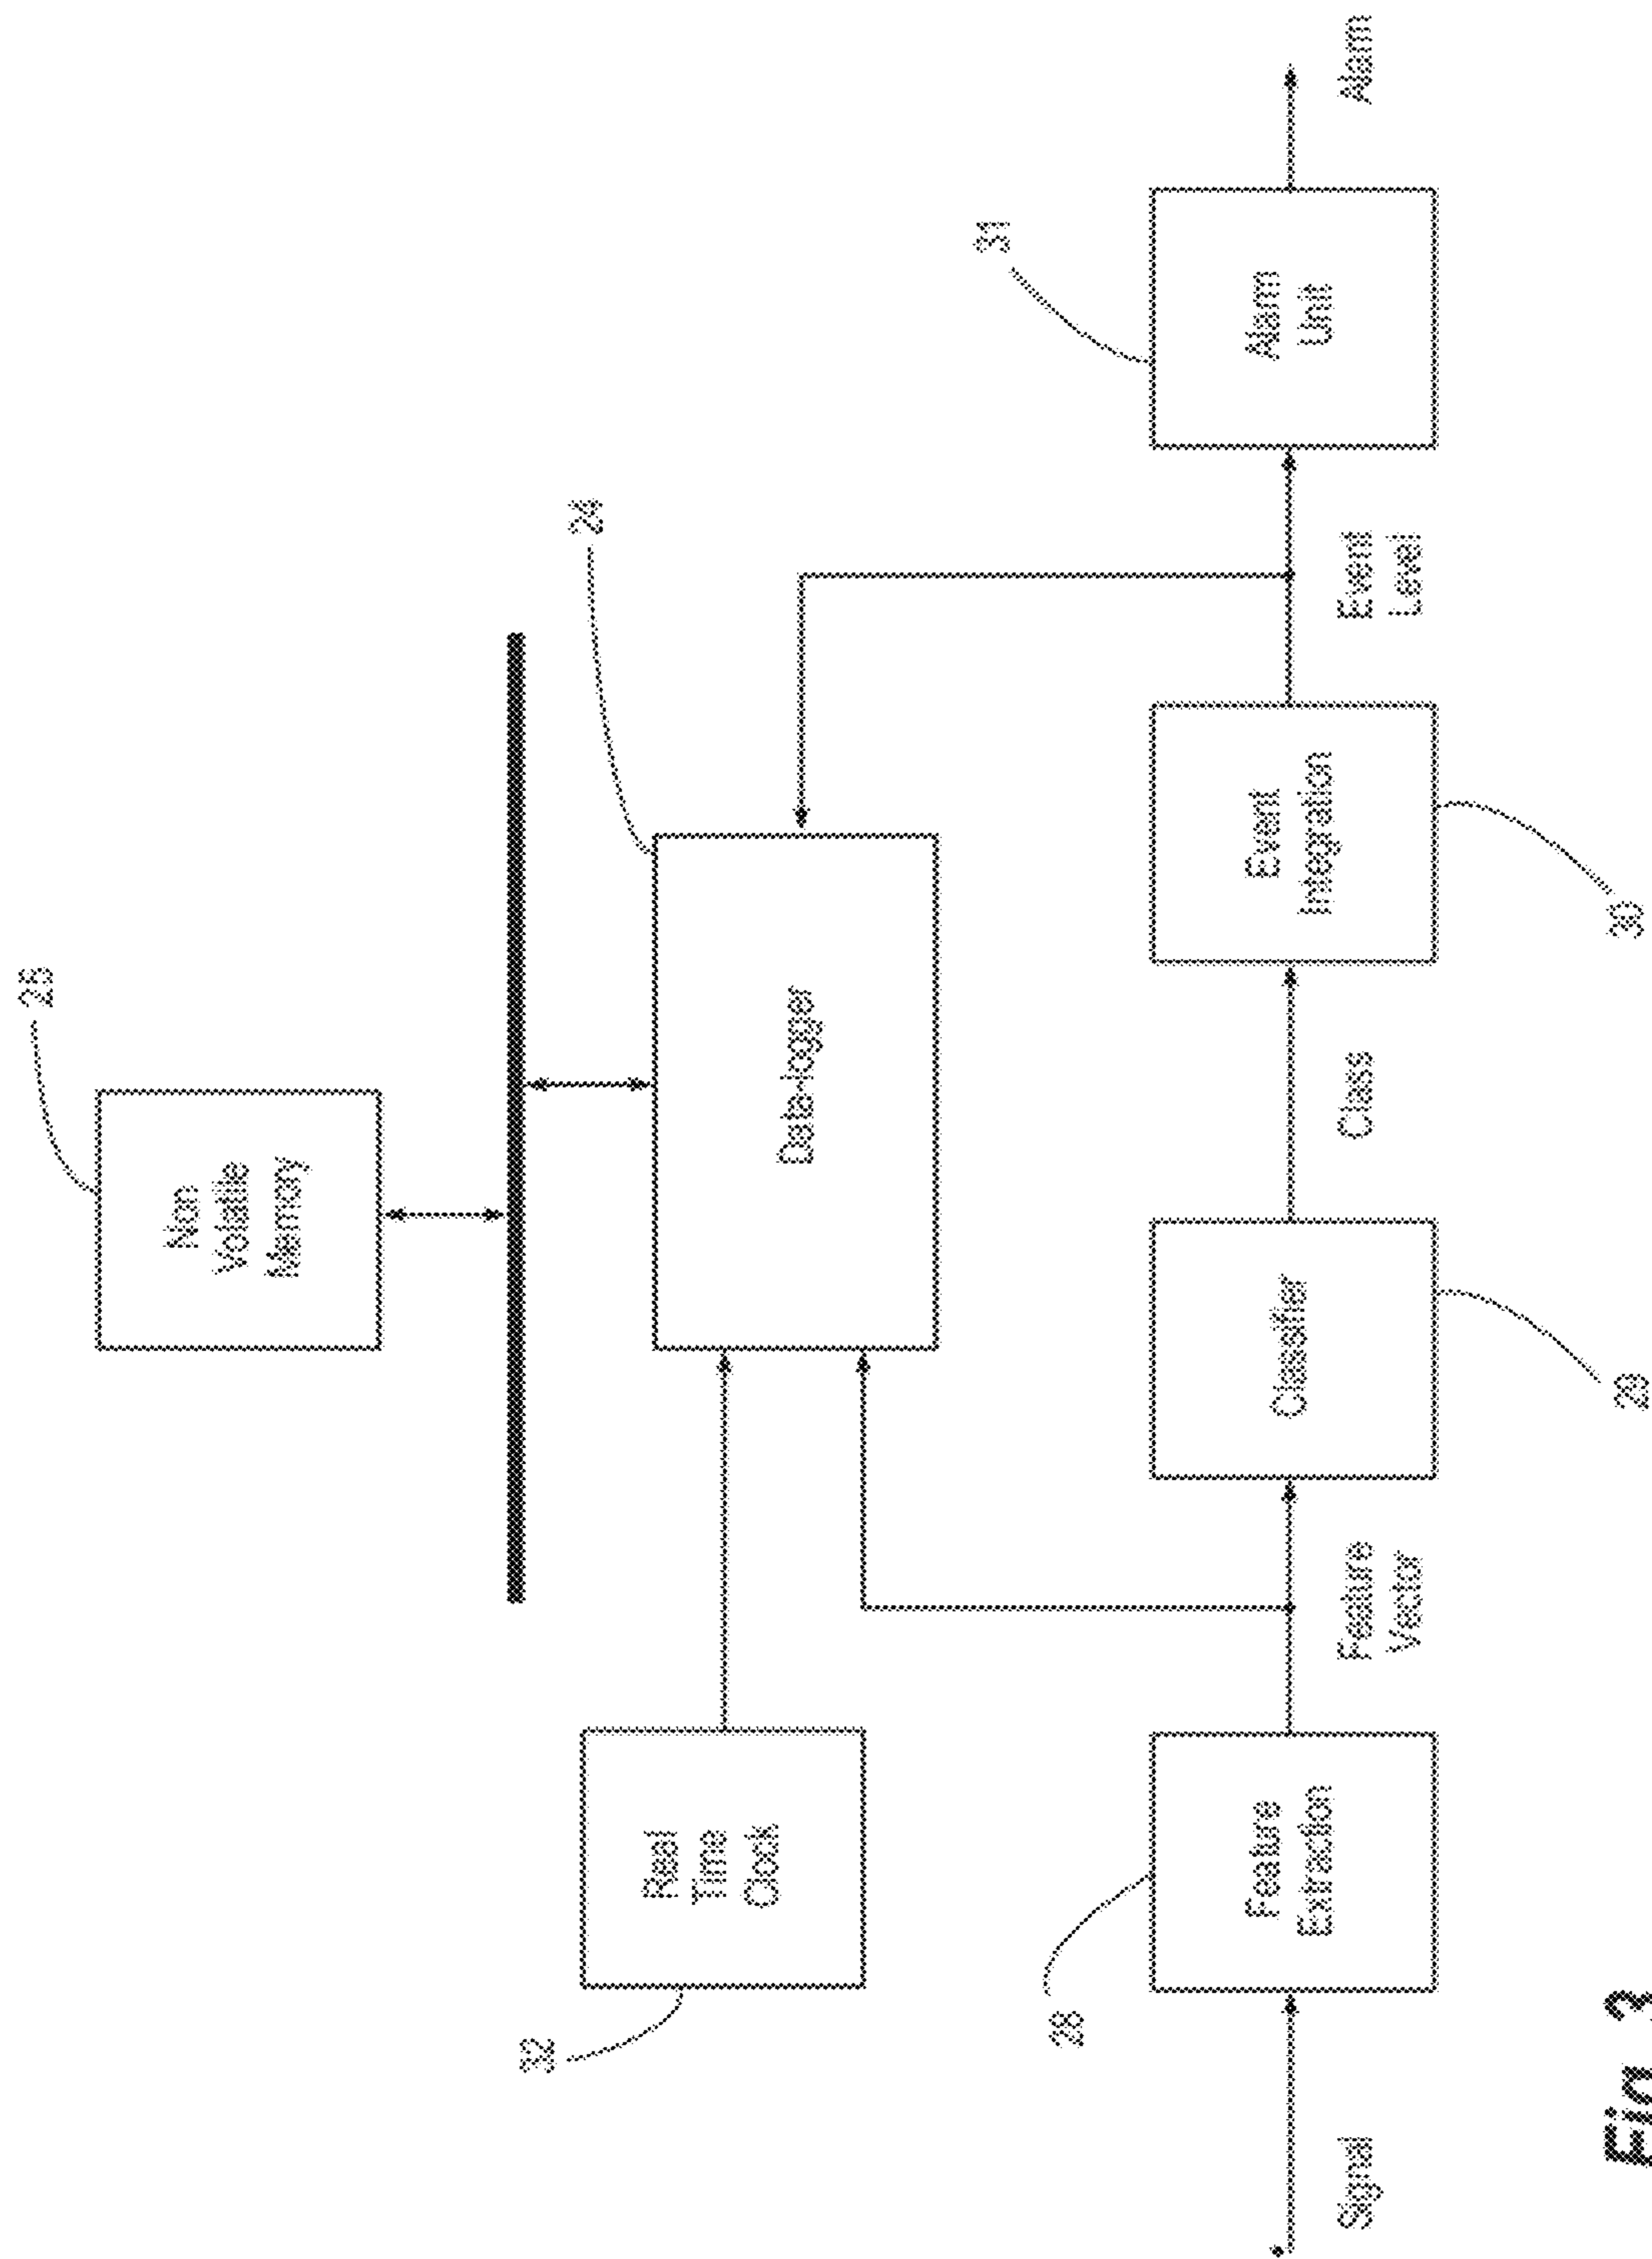 25
Non
Volatile
Memory
32
24
Real
Time
Clock
Data-logger
31
28
Feature
Extraction
Classifier
Event
Integration
Alarm
Unit
Signal
Feature
Vector
Class
Event
Level
Alarm
29
30
Fig. 3